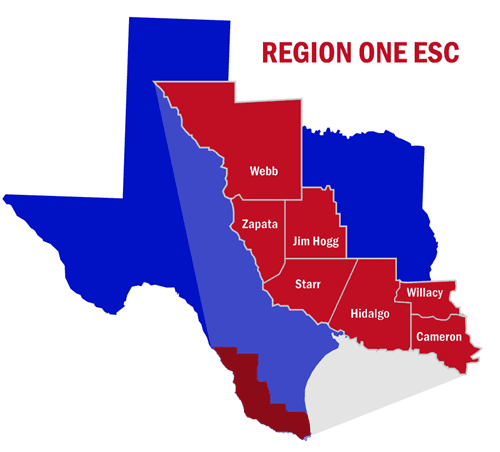 REGION ONE ESC
Webb
Zapata
Jim Hogg
Starr
Hidalgo
Willacy
Cameron